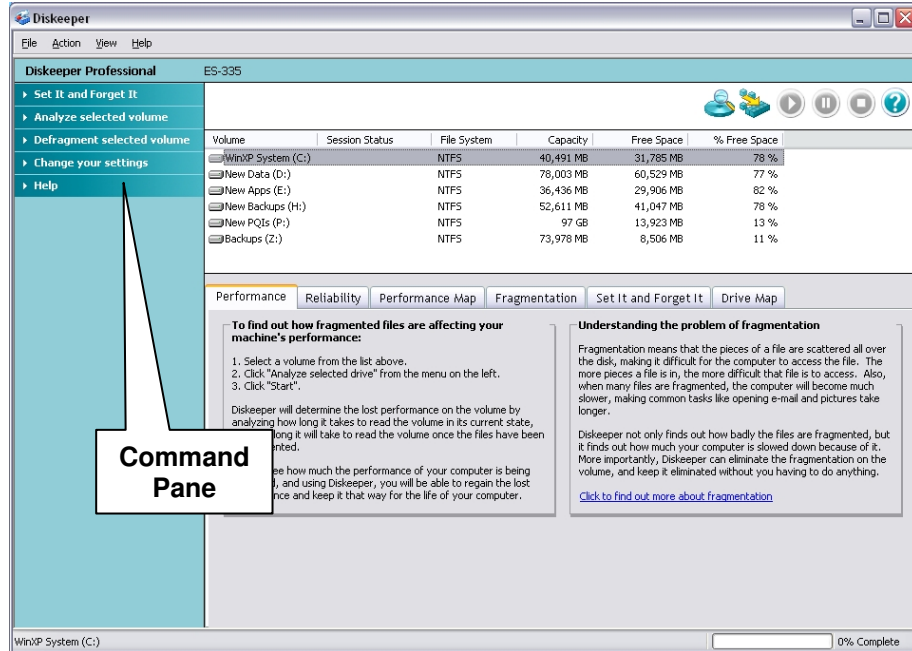 Diskeeper
File Action View Help
Diskeeper Professional ES-335
Set It and Forget It
Analyze selected volume
Defragment selected volume
Change your settings
Help
Volume Session Status File System Capacity Free Space % Free Space
WinXP System (C:) NTFS 40,491 MB 31,785 MB 78 %
New Data (D:) NTFS 78,003 MB 60,529 MB 77 %
New Apps (E:) NTFS 36,436 MB 29,906 MB 82 %
New Backups (H:) NTFS 52,611 MB 41,047 MB 78 %
New PQIs (P:) NTFS 97 GB 13,923 MB 13 %
Backups (Z:) NTFS 73,978 MB 8,506 MB 11 %
Performance Reliability Performance Map Fragmentation Set It and Forget It Drive Map
To find out how fragmented files are affecting your
machine's performance:
1. Select a volume from the list above.
2. Click "Analyze selected drive" from the menu on the left.
3. Click "Start".
Diskeeper will determine the lost performance on the volume by
analyzing how long it takes to read the volume in its current state,
long it will take to read the volume once the files have been
how much the performance of your computer is being
and using Diskeeper, you will be able to regain the lost
and keep it that way for the life of your computer.
Understanding the problem of fragmentation
Fragmentation means that the pieces of a file are scattered all over
the disk, making it difficult for the computer to access the file. The
more pieces a file is in, the more difficult that file is to access. Also,
when many files are fragmented, the computer will become much
slower, making common tasks like opening e-mail and pictures take
longer.
Diskeeper not only finds out how badly the files are fragmented, but
it finds out how much your computer is slowed down because of it.
More importantly, Diskeeper can eliminate the fragmentation on the
volume, and keep it eliminated without you having to do anything.
Click to find out more about fragmentation
Command
Pane
WinXP System (C:) 0% Complete